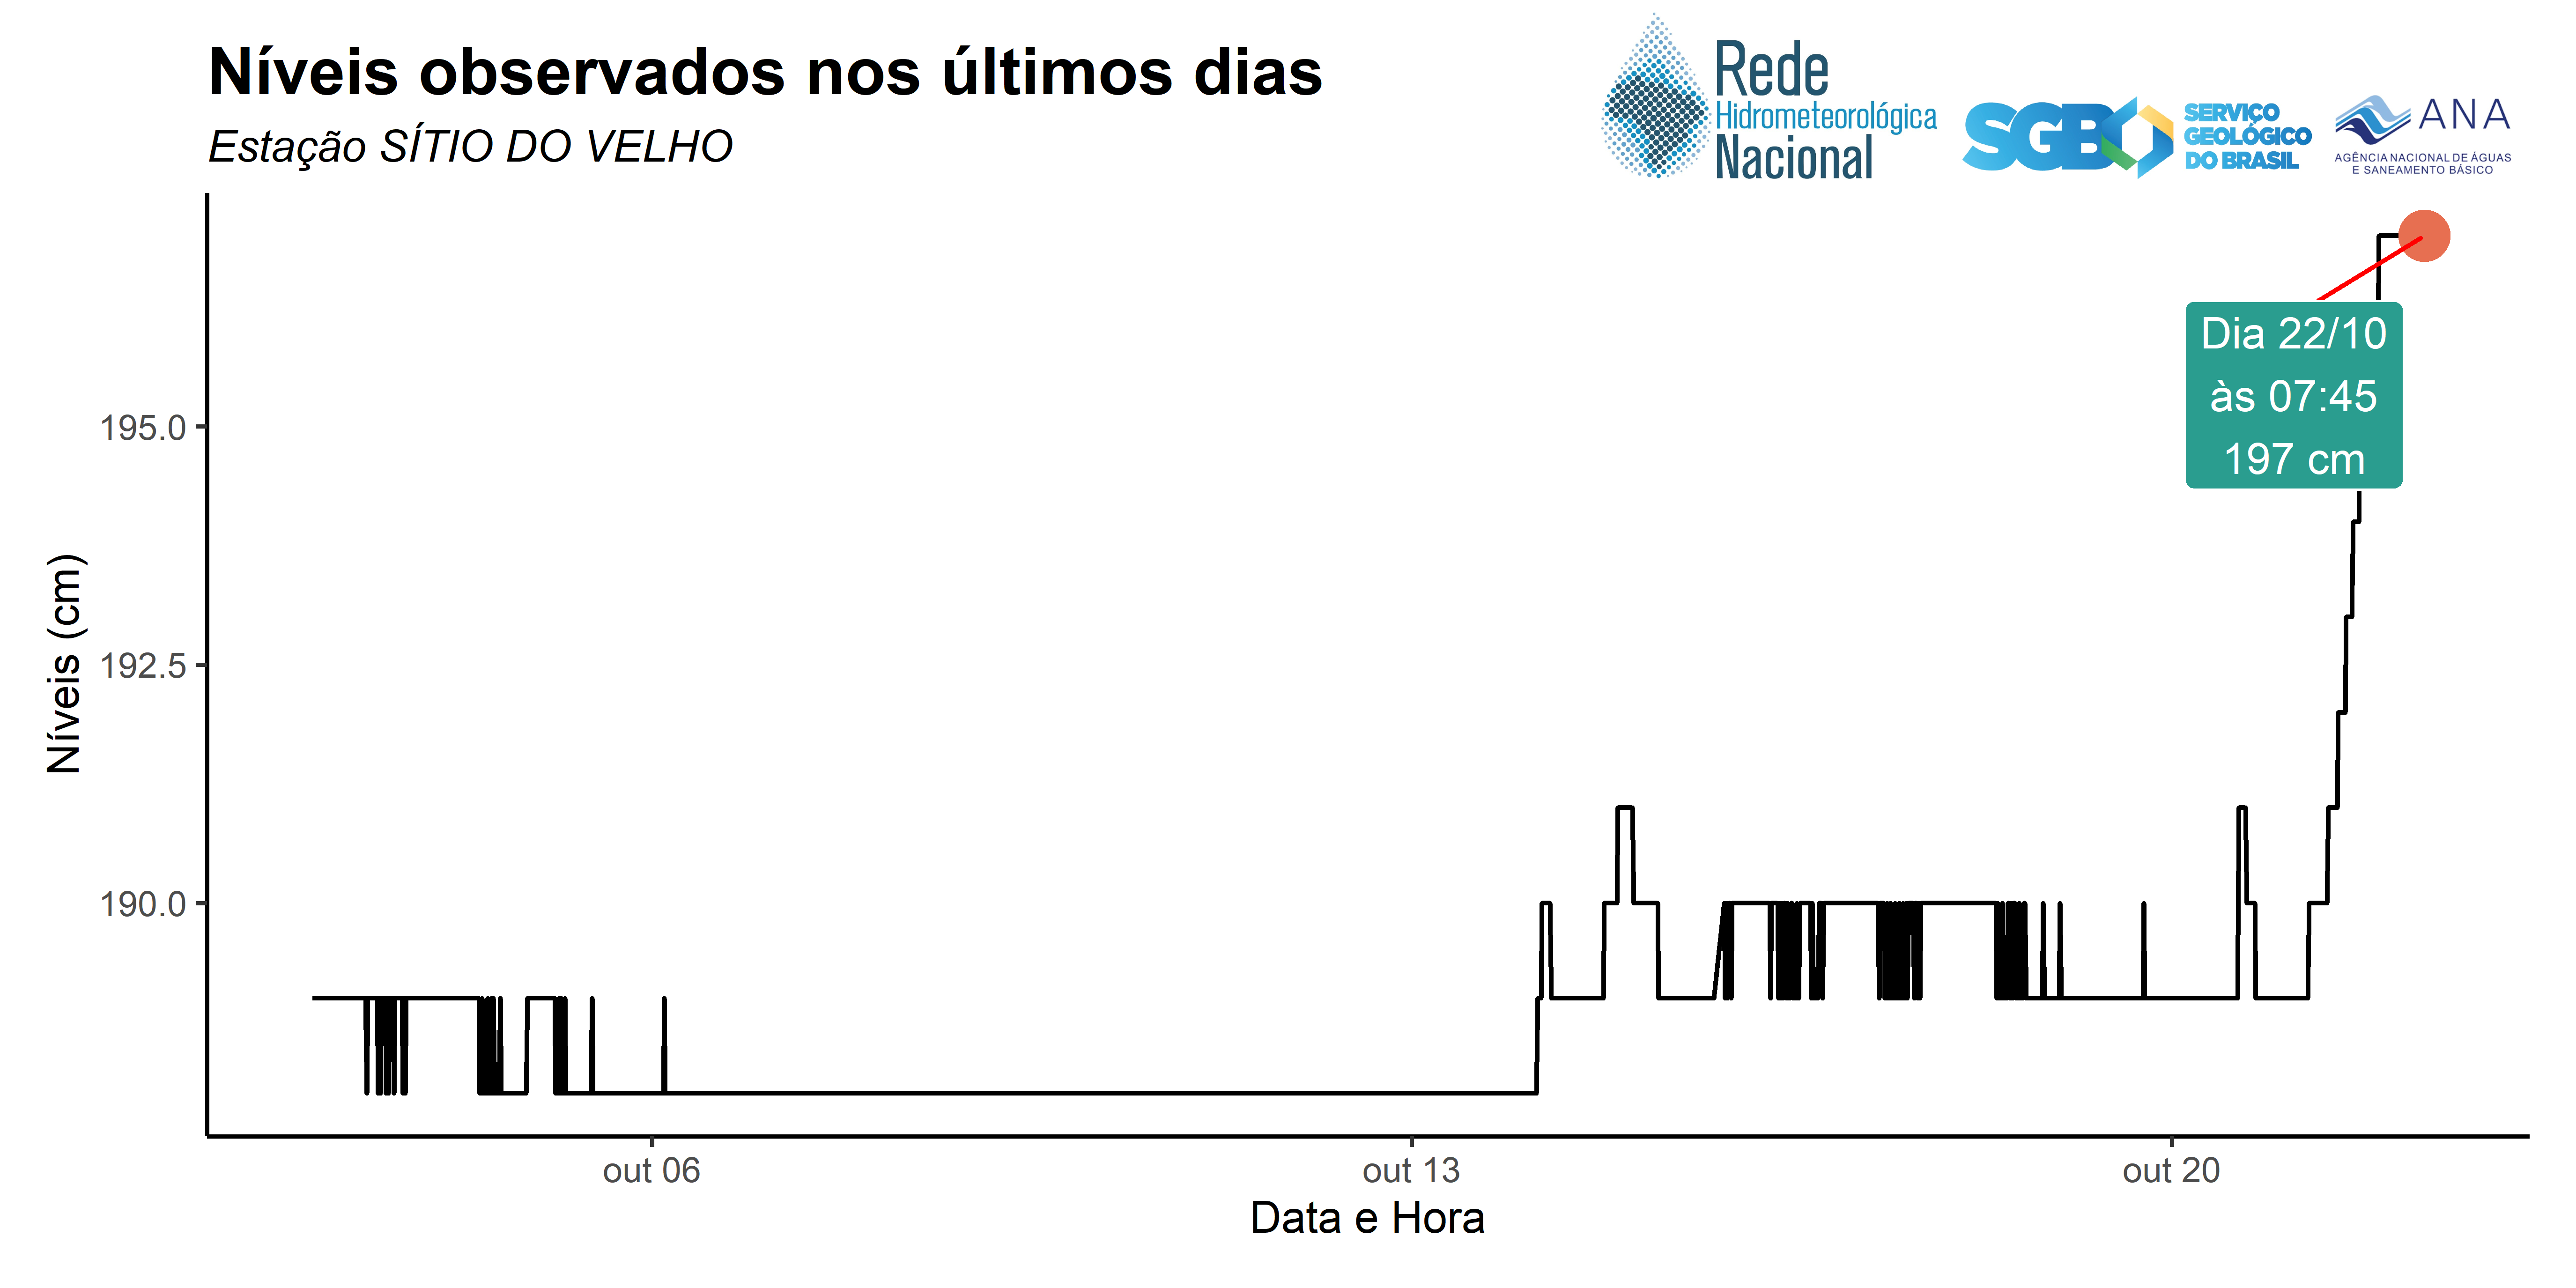 Níveis observados nos últimos dias
Estação SÍTIO DO VELHO
Rede
Hidrometeorológica
Nacional
SGB
SERVIÇO
GEOLÓGICO
DO BRASIL
ANA
AGÊNCIA NACIONAL DE ÁGUAS
E SANEAMENTO BÁSICO
Dia 22/10
às 07:45
197 cm
Níveis (cm)
195.0
192.5
190.0
out 06
out 13
out 20
Data e Hora